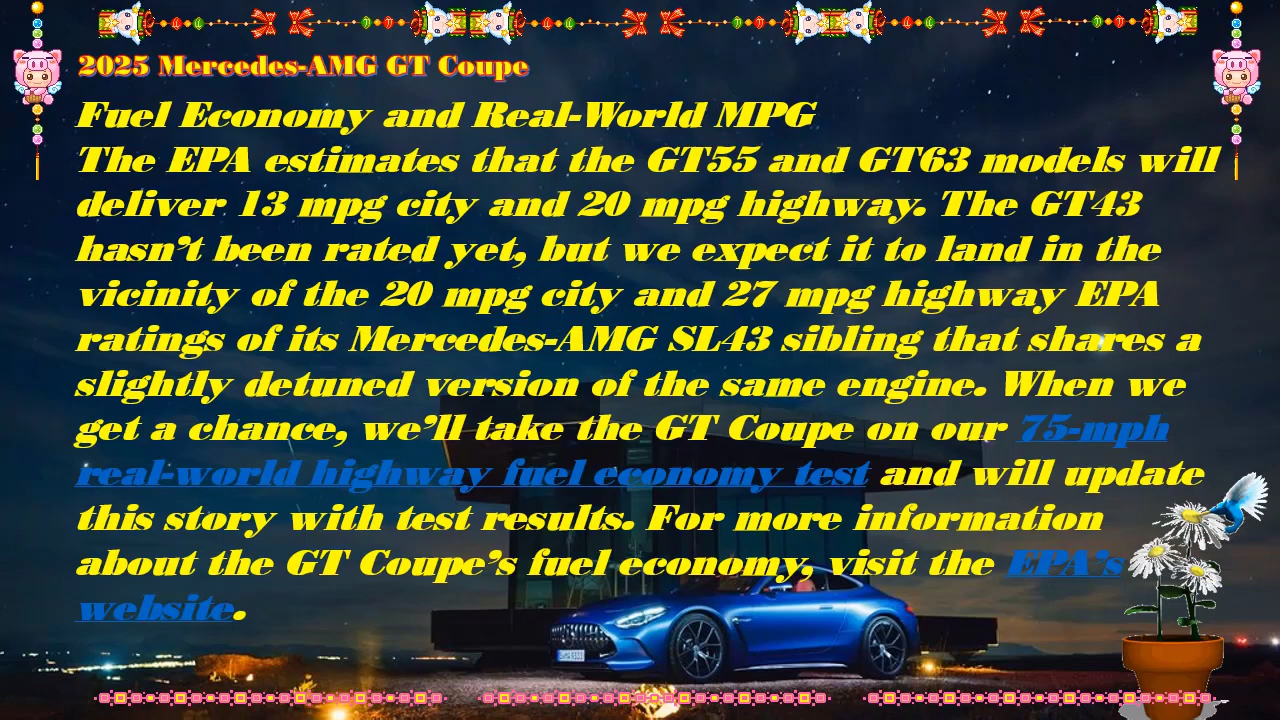 2025 Mercedes-AMG GT Coupe
Fuel Economy and Real-World MPG
The EPA estimates that the GT55 and GT63 models will
deliver 13 mpg city and 20 mpg highway. The GT43
hasn’t been rated yet, but we expect it to land in the
vicinity of the 20 mpg city and 27 mpg highway EPA
ratings of its Mercedes-AMG SL43 sibling that shares a
slightly detuned version of the same engine. When we
get a chance, we’ll take the GT Coupe on our 75-mph
real-world highway fuel economy test and will update
this story with test results. For more information
about the GT Coupe’s fuel economy, visit the EPA’s
website.